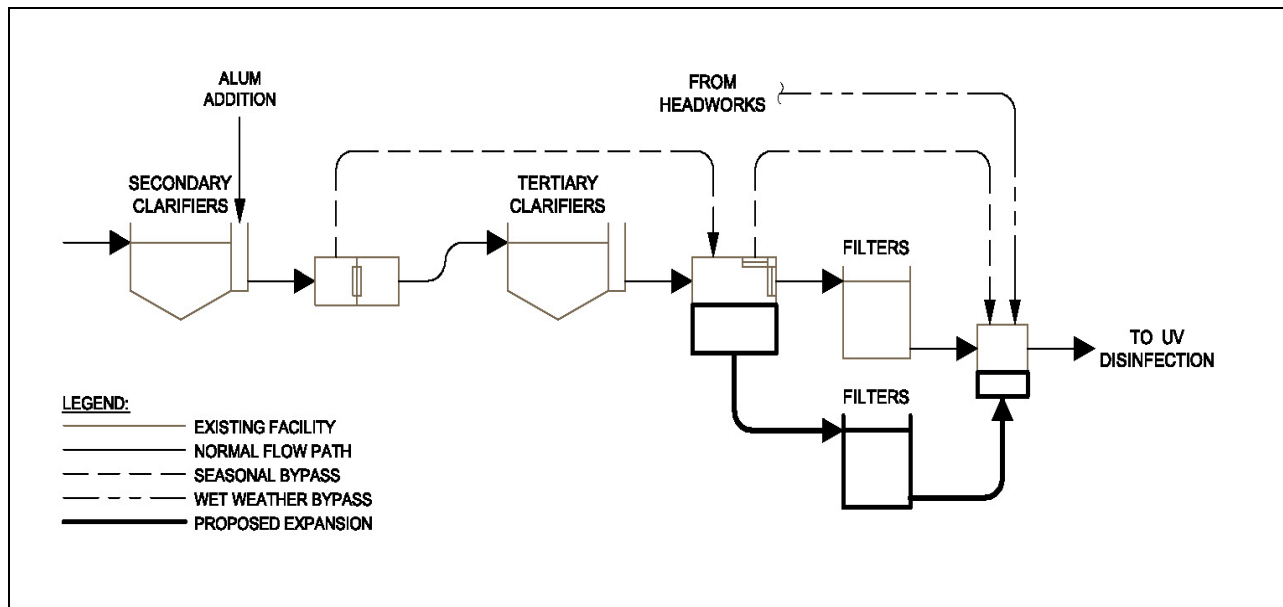 ALUM
ADDITION
FROM
HEADWORKS
SECONDARY
CLARIFIERS
TERTIARY
CLARIFIERS
FILTERS
TO UV
DISINFECTION
FILTERS
LEGEND:
EXISTING FACILITY
NORMAL FLOW PATH
SEASONAL BYPASS
WET WEATHER BYPASS
PROPOSED EXPANSION